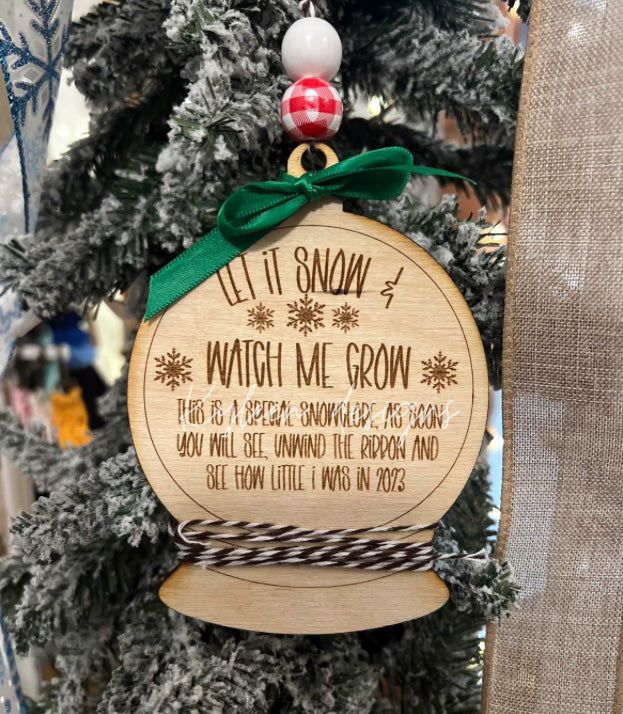 LET IT SNOW &
WATCH ME GROW
THIS IS A SPECIAL SNOWGLOBE, AS SOON
YOU WILL SEE, UNWIND THE RIBBON AND
SEE HOW LITTLE I WAS IN 2023